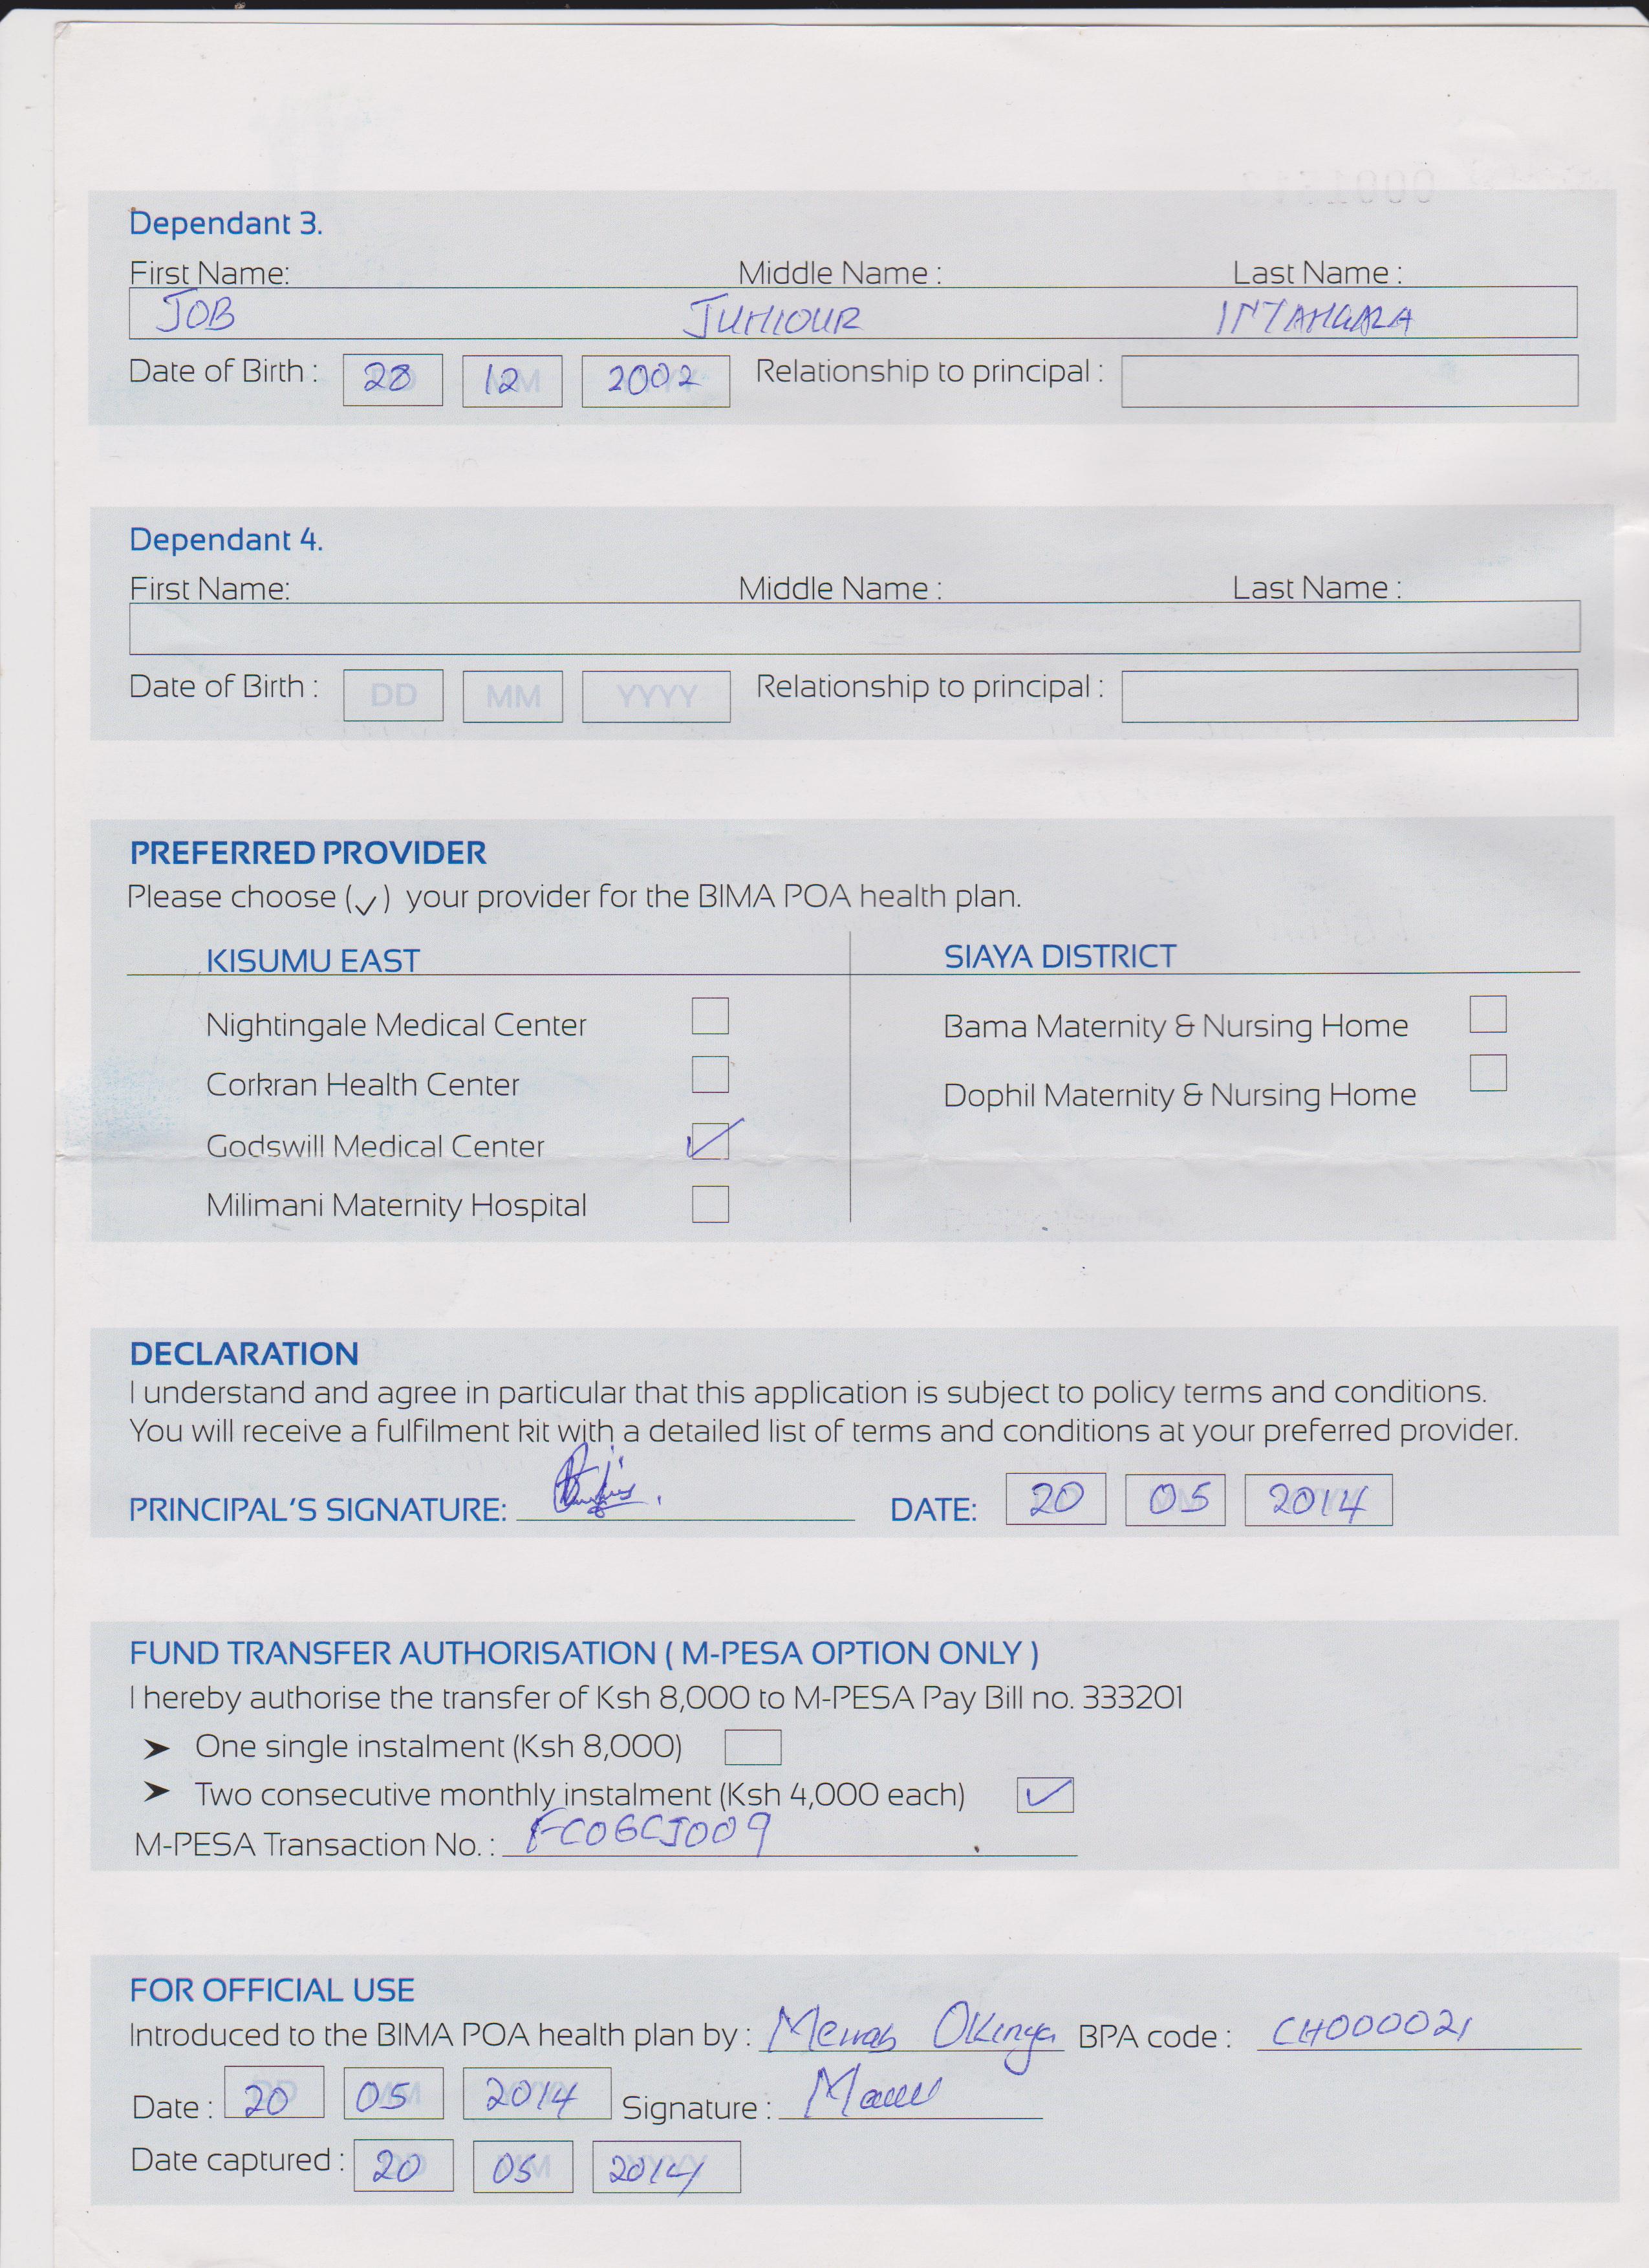 Dependant 3.
First Name: Middle Name : Last Name :
JOB JUNIOUR INTANGARA
Date of Birth : 28 12 2002 Relationship to principal :
Dependant 4.
First Name: Middle Name : Last Name :
Date of Birth : DD MM YYYY Relationship to principal :
PREFERRED PROVIDER
Please choose (✓) your provider for the BIMA POA health plan.
KISUMU EAST SIAYA DISTRICT
Nightingale Medical Center Bama Maternity & Nursing Home
Corkran Health Center Dophil Maternity & Nursing Home
Godswill Medical Center ✓
Milimani Maternity Hospital
DECLARATION
I understand and agree in particular that this application is subject to policy terms and conditions.
You will receive a fulfilment kit with a detailed list of terms and conditions at your preferred provider.
PRINCIPAL'S SIGNATURE: DATE: 20 05 2014
FUND TRANSFER AUTHORISATION ( M-PESA OPTION ONLY )
I hereby authorise the transfer of Ksh 8,000 to M-PESA Pay Bill no. 333201
➤ One single instalment (Ksh 8,000)
➤ Two consecutive monthly instalment (Ksh 4,000 each) ✓
M-PESA Transaction No. : FC06CJ009
FOR OFFICIAL USE
Introduced to the BIMA POA health plan by : Okinya BPA code : CH000021
Date : 20 05 2014 Signature :
Date captured : 20 05 2014